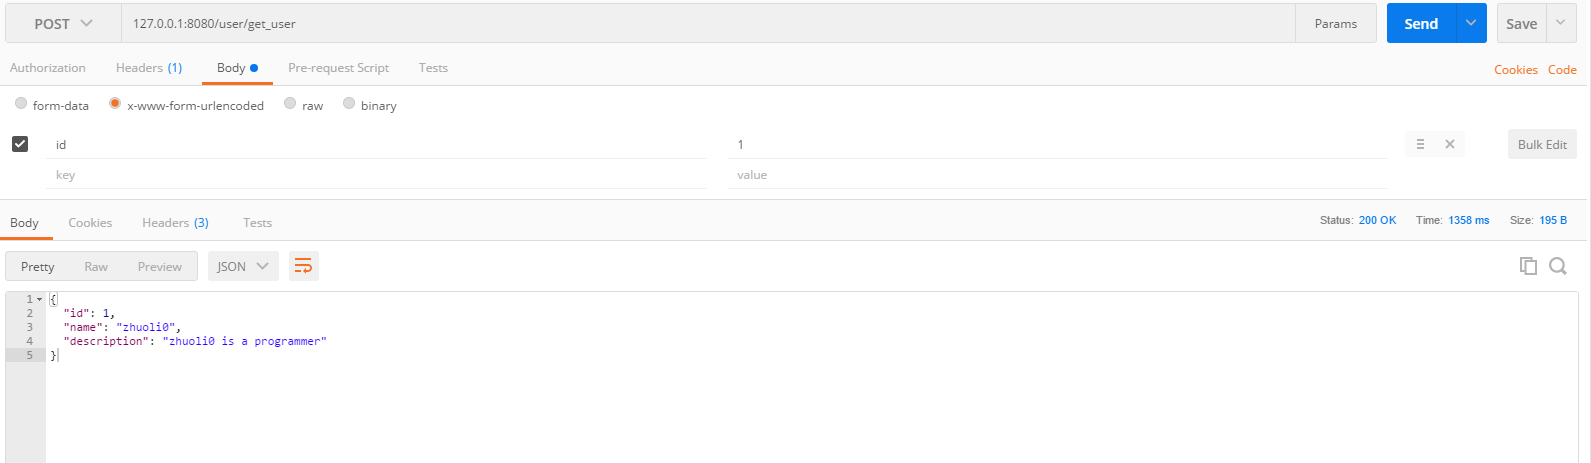 POST 127.0.0.1:8080/user/get_user Params Send Save
Authorization Headers (1) Body Pre-request Script Tests Cookies Code
form-data x-www-form-urlencoded raw binary
id 1 Bulk Edit
key value
Body Cookies Headers (3) Tests Status: 200 OK Time: 1358 ms Size: 195 B
Pretty Raw Preview JSON
1 {
2 "id": 1,
3 "name": "zhuoli0",
4 "description": "zhuoli0 is a programmer"
5 }